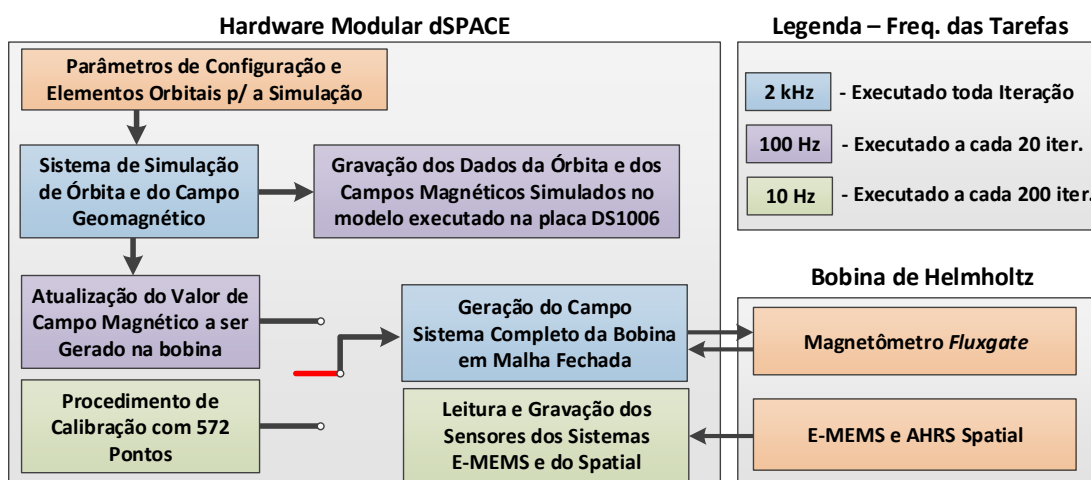 Hardware Modular dSPACE
Parâmetros de Configuração e
Elementos Orbitais p/ a Simulação
Sistema de Simulação
de Órbita e do Campo
Geomagnético
Gravação dos Dados da Órbita e dos
Campos Magnéticos Simulados no
modelo executado na placa DS1006
Atualização do Valor de
Campo Magnético a ser
Gerado na bobina
Geração do Campo
Sistema Completo da Bobina
em Malha Fechada
Procedimento de
Calibração com 572
Pontos
Leitura e Gravação dos
Sensores dos Sistemas
E-MEMS e do Spatial
Legenda – Freq. das Tarefas
2 kHz - Executado toda Iteração
100 Hz - Executado a cada 20 iter.
10 Hz - Executado a cada 200 iter.
Bobina de Helmholtz
Magnetômetro Fluxgate
E-MEMS e AHRS Spatial